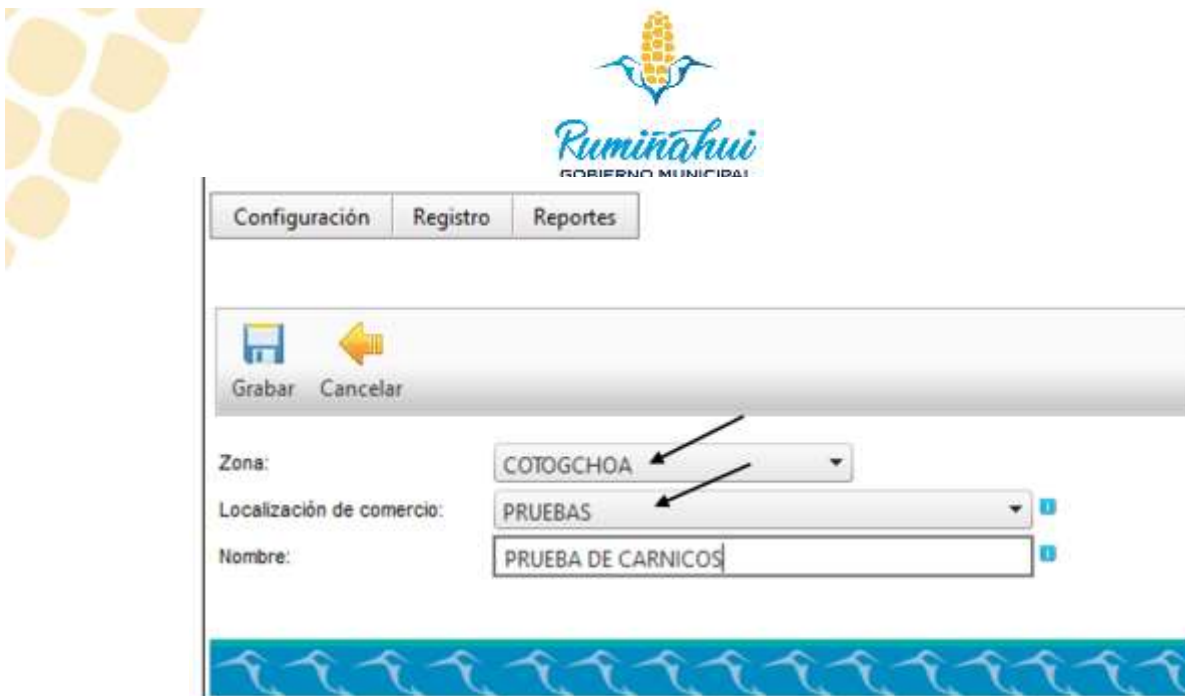 Rumiñahui
GOBIERNO MUNICIPAL
Configuración Registro Reportes
Grabar Cancelar
Zona: COTOGCHOA
Localización de comercio: PRUEBAS
Nombre: PRUEBA DE CARNICOS